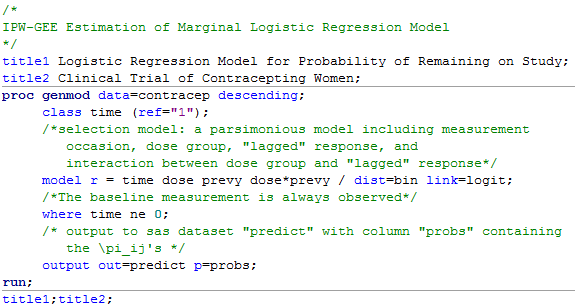 /*
IPW-GEE Estimation of Marginal Logistic Regression Model
*/
title1 Logistic Regression Model for Probability of Remaining on Study;
title2 Clinical Trial of Contracepting Women;
proc genmod data=contracep descending;
class time (ref="1");
/*selection model: a parsimonious model including measurement
occasion, dose group, "lagged" response, and
interaction between dose group and "lagged" response*/
model r = time dose prevy dose*prevy / dist=bin link=logit;
/*The baseline measurement is always observed*/
where time ne 0;
/* output to sas dataset "predict" with column "probs" containing
the \pi_ij's */
output out=predict p=probs;
run;
title1;title2;